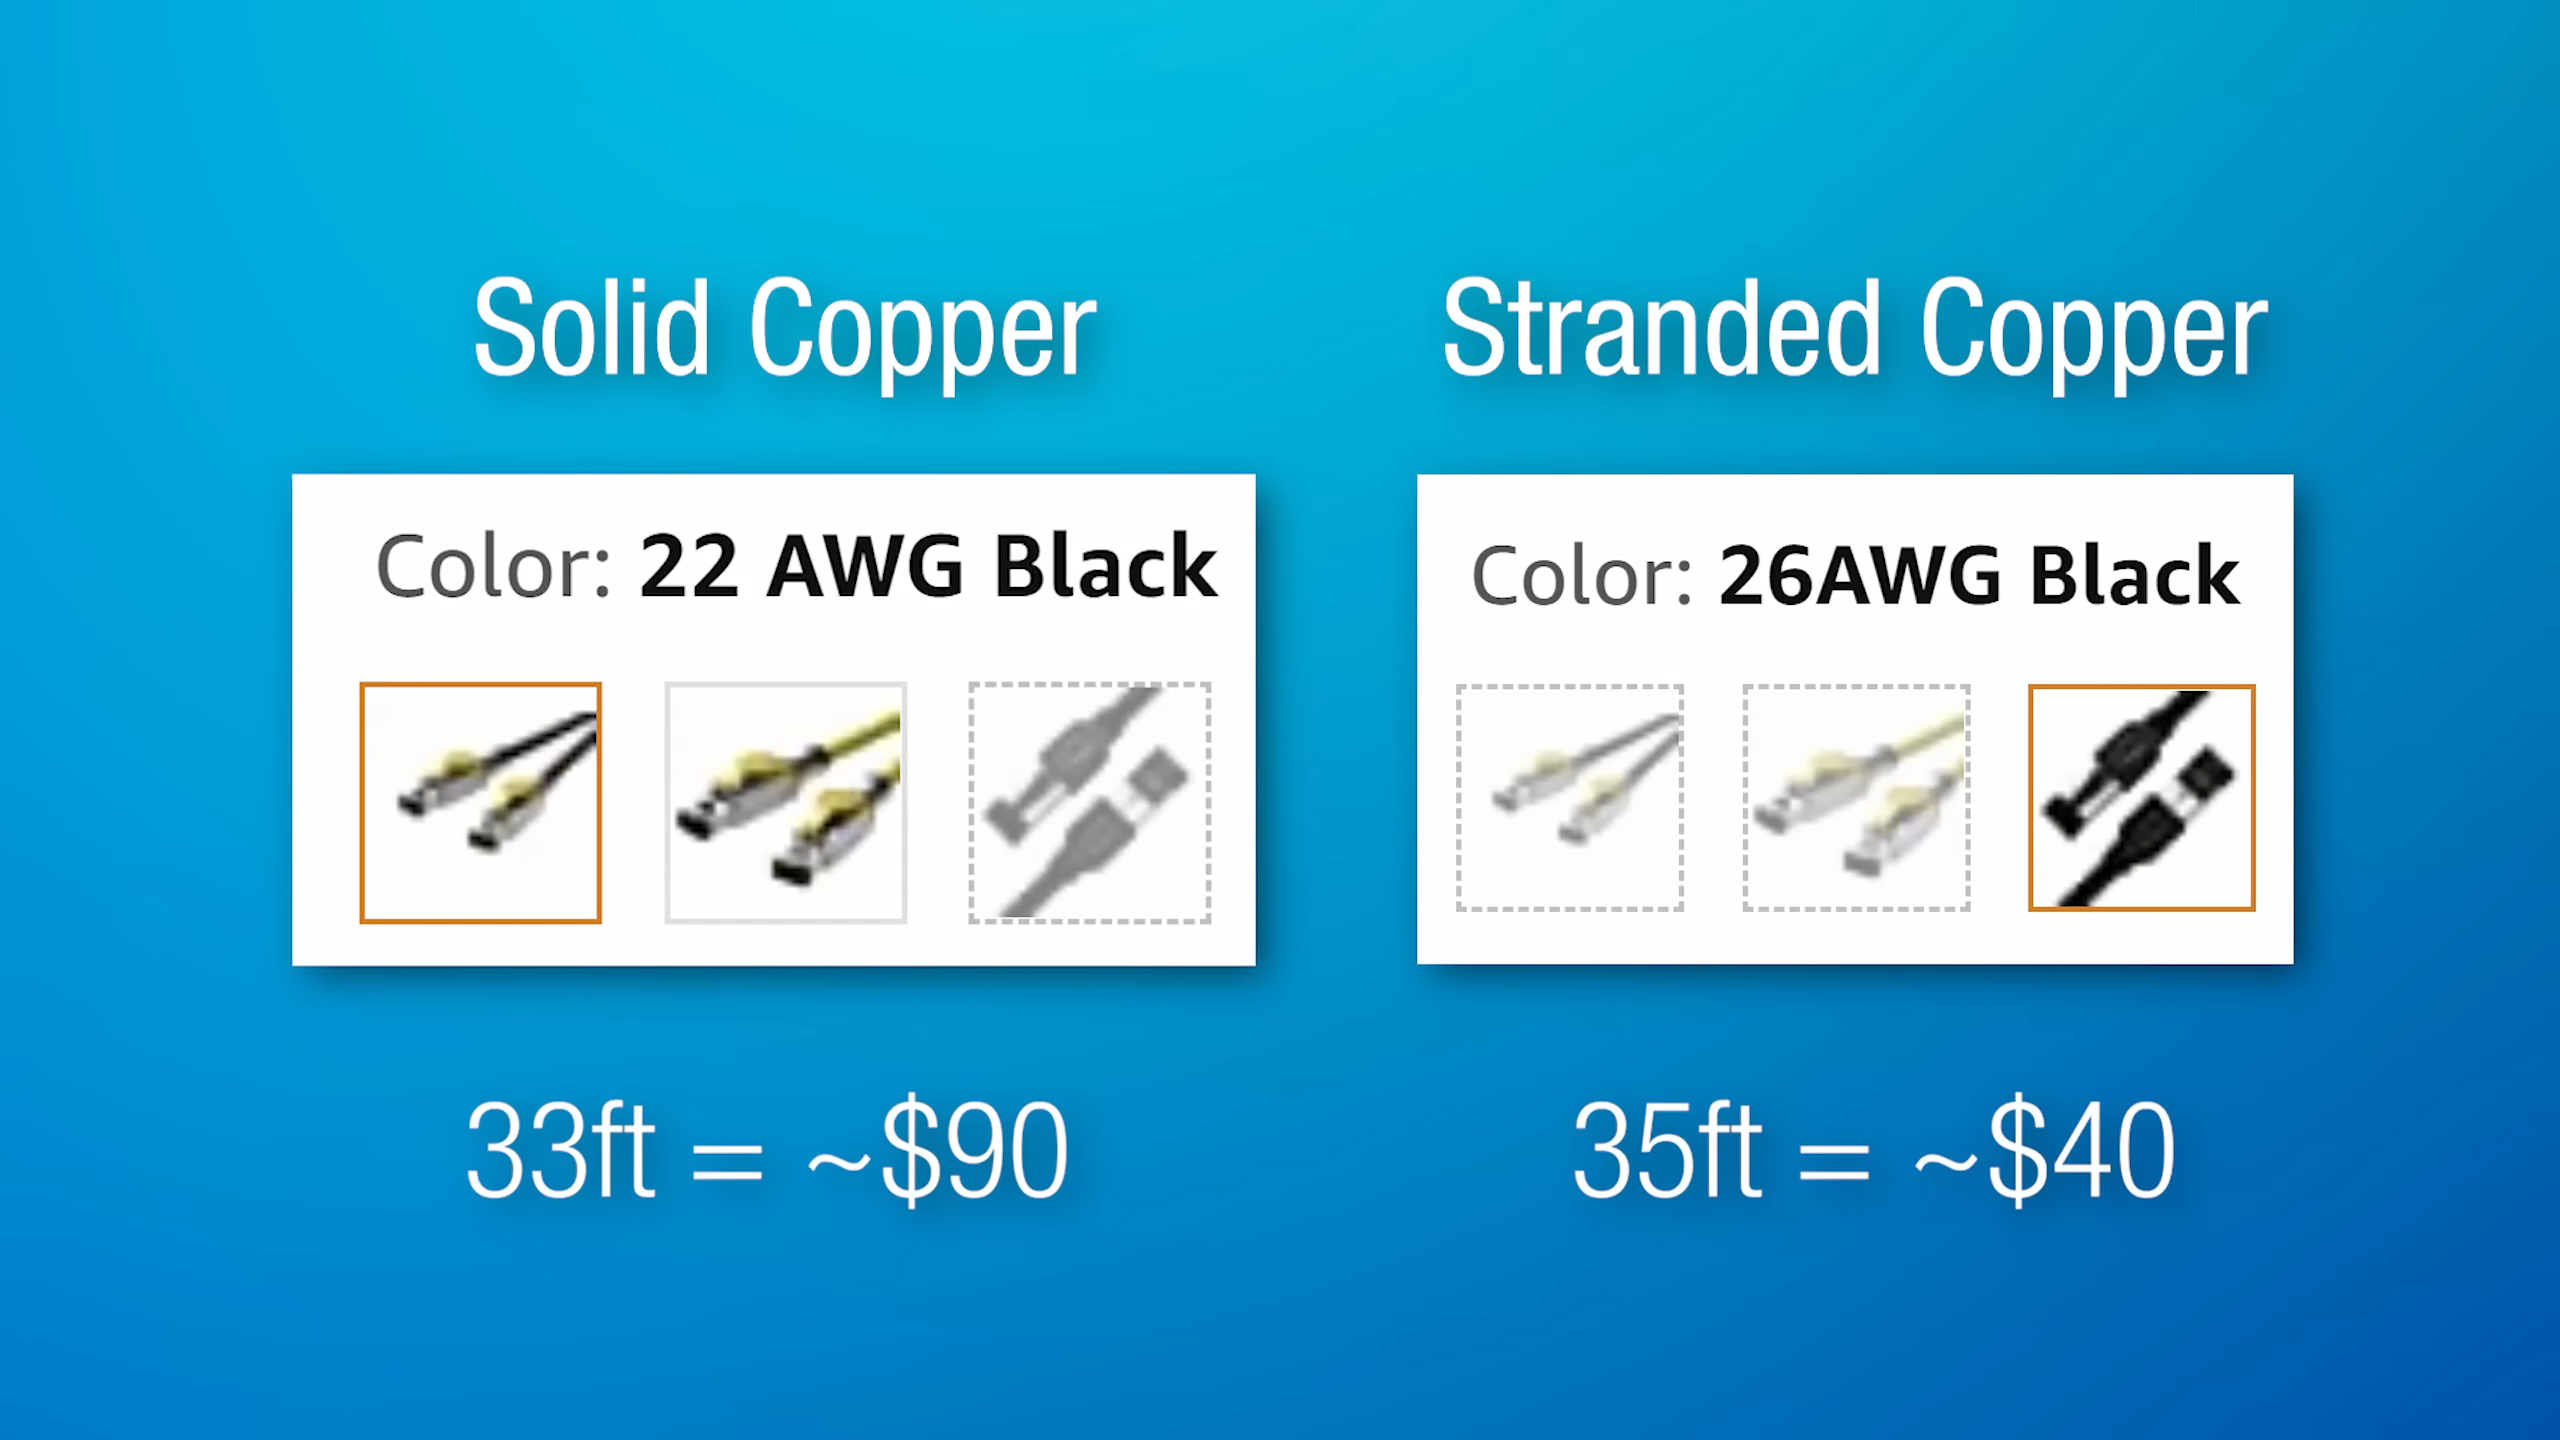 Solid Copper
Color: 22 AWG Black
33ft = ~$90
Stranded Copper
Color: 26AWG Black
35ft = ~$40